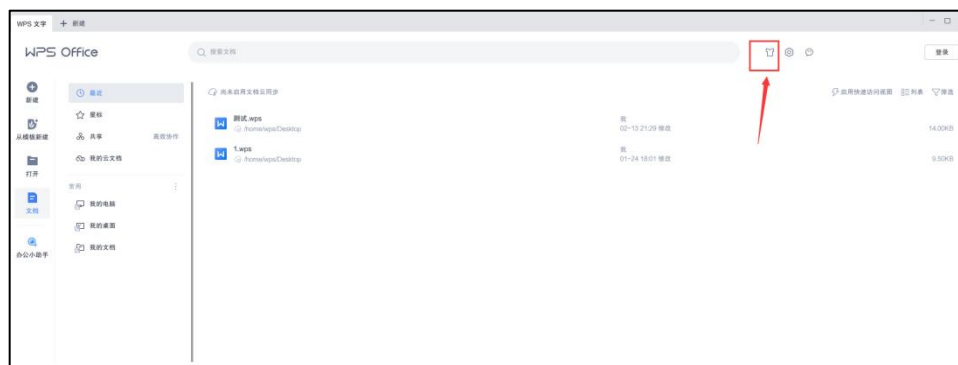 WPS 文字 + 新建
WPS Office
搜索文档
登录
新建
从模板新建
打开
文档
办公小助手
最近
星标
共享 高效协作
我的云文档
常用
我的电脑
我的桌面
我的文档
尚未启用文档云同步
启用快速访问视图 列表 筛选
测试.wps
/home/wps/Desktop
我
02-13 21:29 修改
14.00KB
1.wps
/home/wps/Desktop
我
01-24 18:01 修改
9.50KB